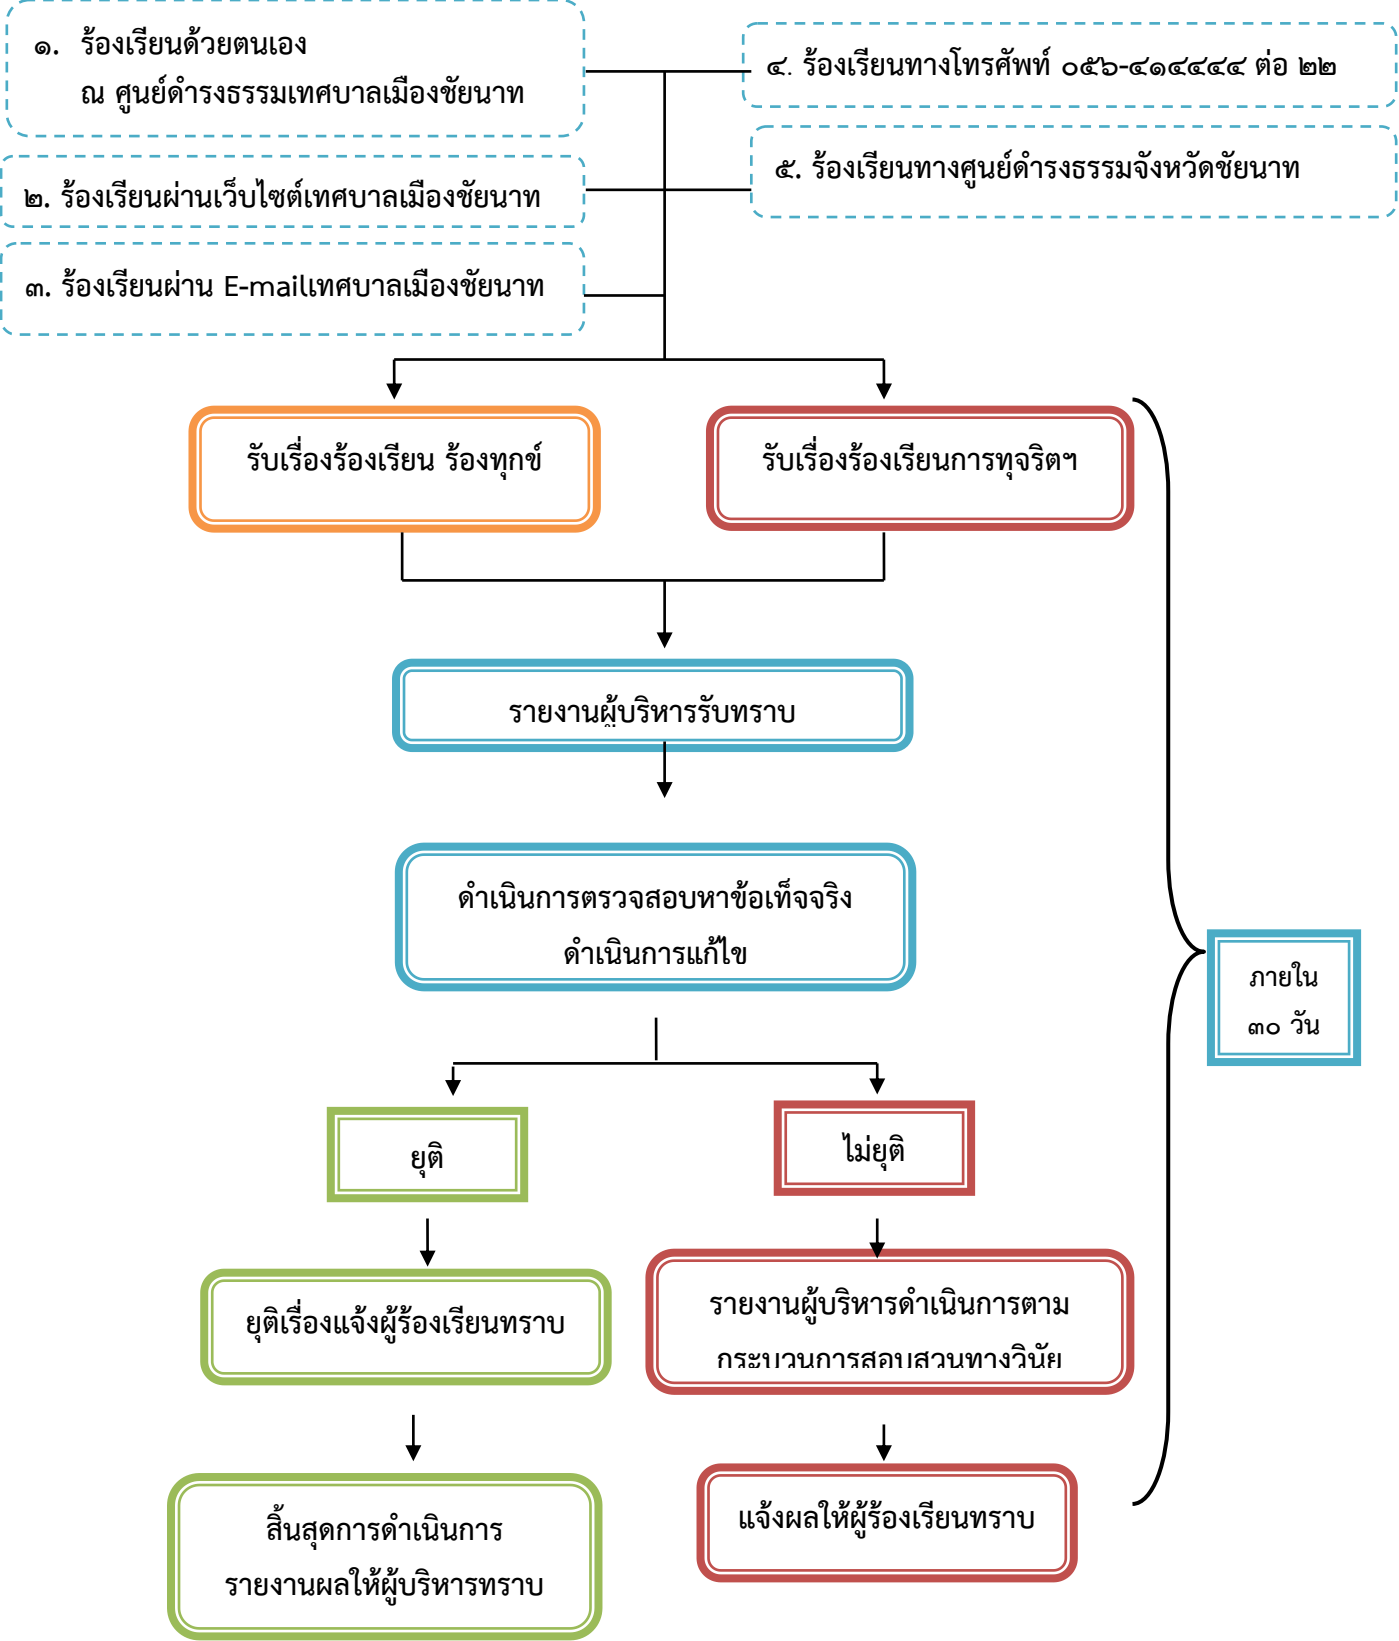 ๑. ร้องเรียนด้วยตนเอง
ณ ศูนย์ดำรงธรรมเทศบาลเมืองชัยนาท
๒. ร้องเรียนผ่านเว็บไซต์เทศบาลเมืองชัยนาท
๓. ร้องเรียนผ่าน E-mailเทศบาลเมืองชัยนาท
๔. ร้องเรียนทางโทรศัพท์ ๐๕๖-๔๑๔๔๔๔ ต่อ ๒๒
๕. ร้องเรียนทางศูนย์ดำรงธรรมจังหวัดชัยนาท
รับเรื่องร้องเรียน ร้องทุกข์
รับเรื่องร้องเรียนการทุจริตฯ
รายงานผู้บริหารรับทราบ
ดำเนินการตรวจสอบหาข้อเท็จจริง
ดำเนินการแก้ไข
ภายใน
๓๐ วัน
ยุติ
ไม่ยุติ
ยุติเรื่องแจ้งผู้ร้องเรียนทราบ
รายงานผู้บริหารดำเนินการตาม
กระบวนการสอบสวนทางวินัย
สิ้นสุดการดำเนินการ
รายงานผลให้ผู้บริหารทราบ
แจ้งผลให้ผู้ร้องเรียนทราบ